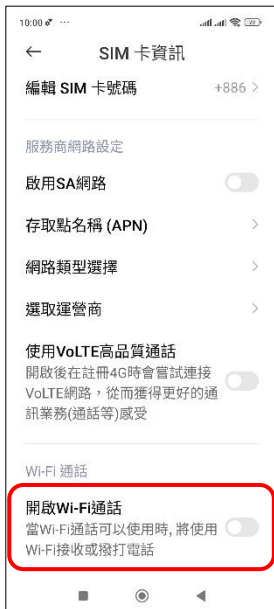 10:00
SIM 卡資訊
編輯 SIM 卡號碼 +886
服務商網路設定
啟用SA網路
存取點名稱 (APN)
網路類型選擇
選取運營商
使用VoLTE高品質通話
開啟後在註冊4G時會嘗試連接
VoLTE網路，從而獲得更好的通
訊業務(通話等)感受
Wi-Fi 通話
開啟Wi-Fi通話
當Wi-Fi通話可以使用時, 將使用
Wi-Fi接收或撥打電話